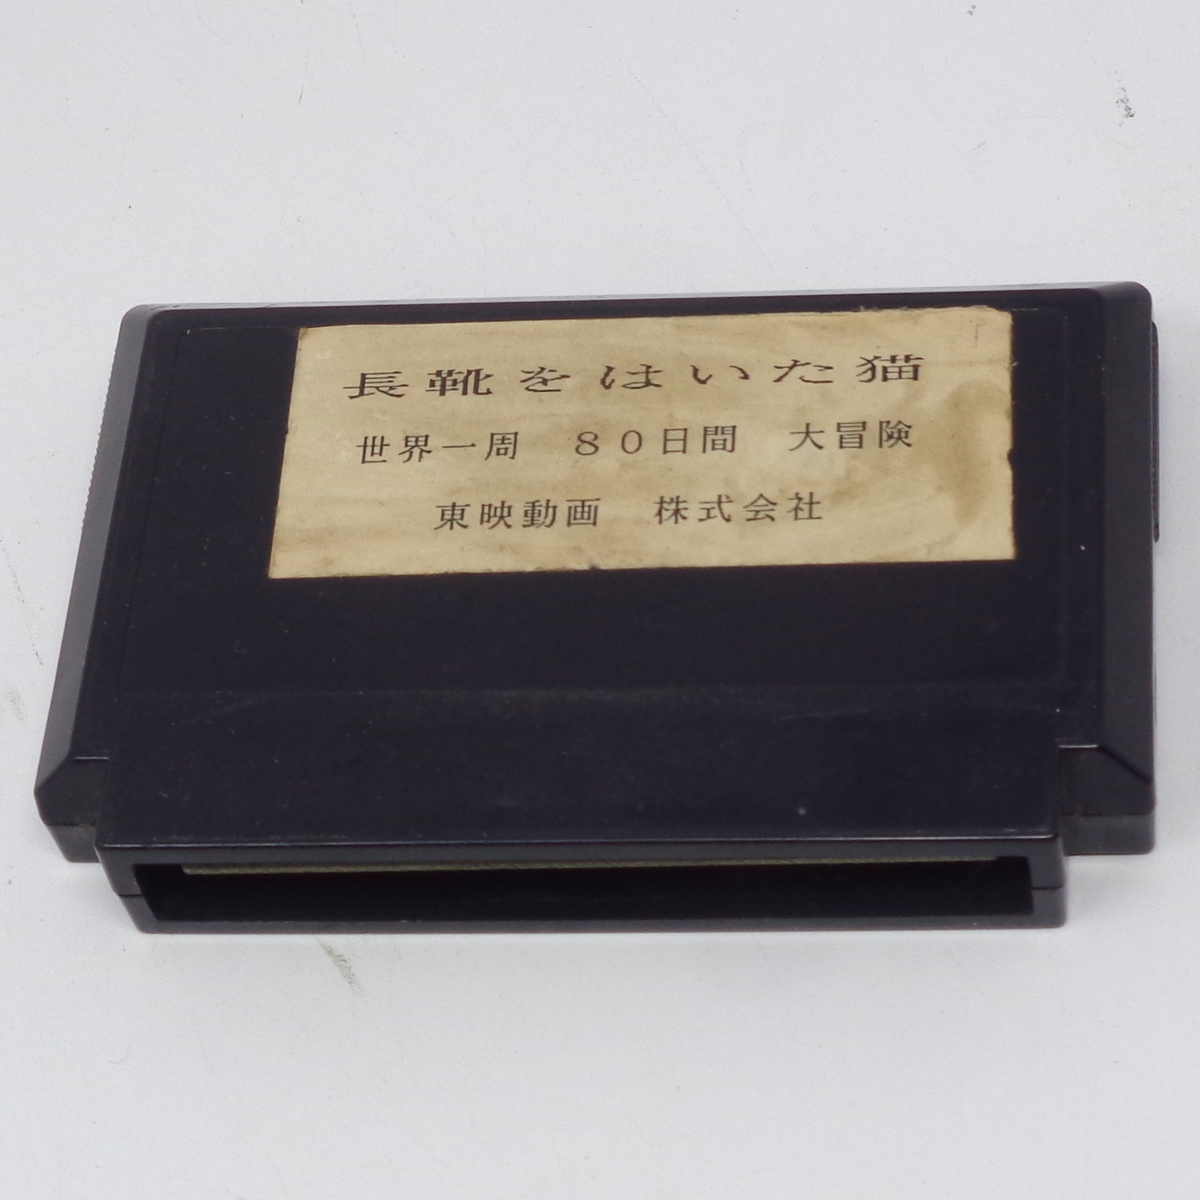 長靴をはいた猫
世界一周　８０日間　大冒険
東映動画　株式会社